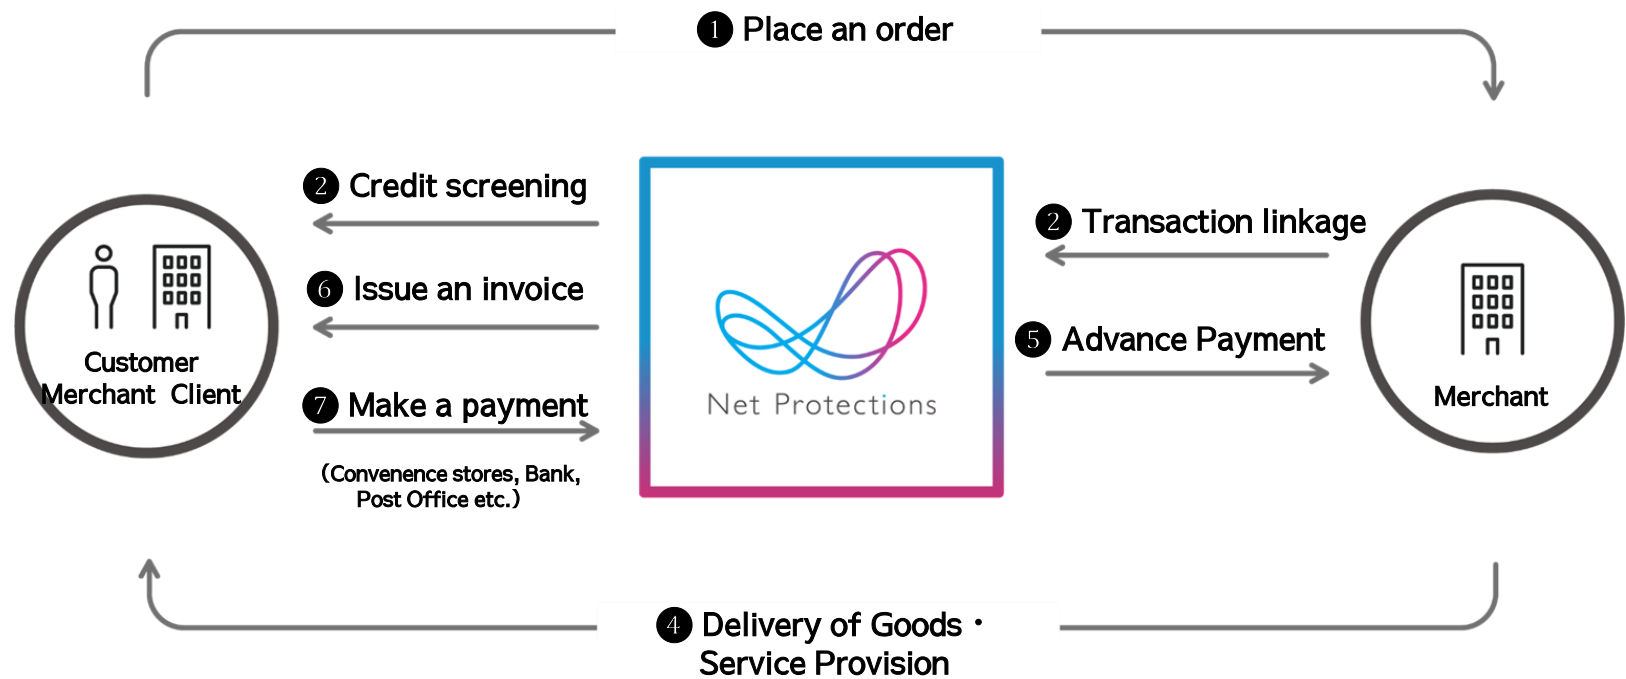 ❶ Place an order
❷ Credit screening
❷ Transaction linkage
❻ Issue an invoice
❺ Advance Payment
Customer
Merchant Client
❼ Make a payment
(Convenence stores, Bank,
Post Office etc.)
Net Protections
Merchant
❹ Delivery of Goods・
Service Provision